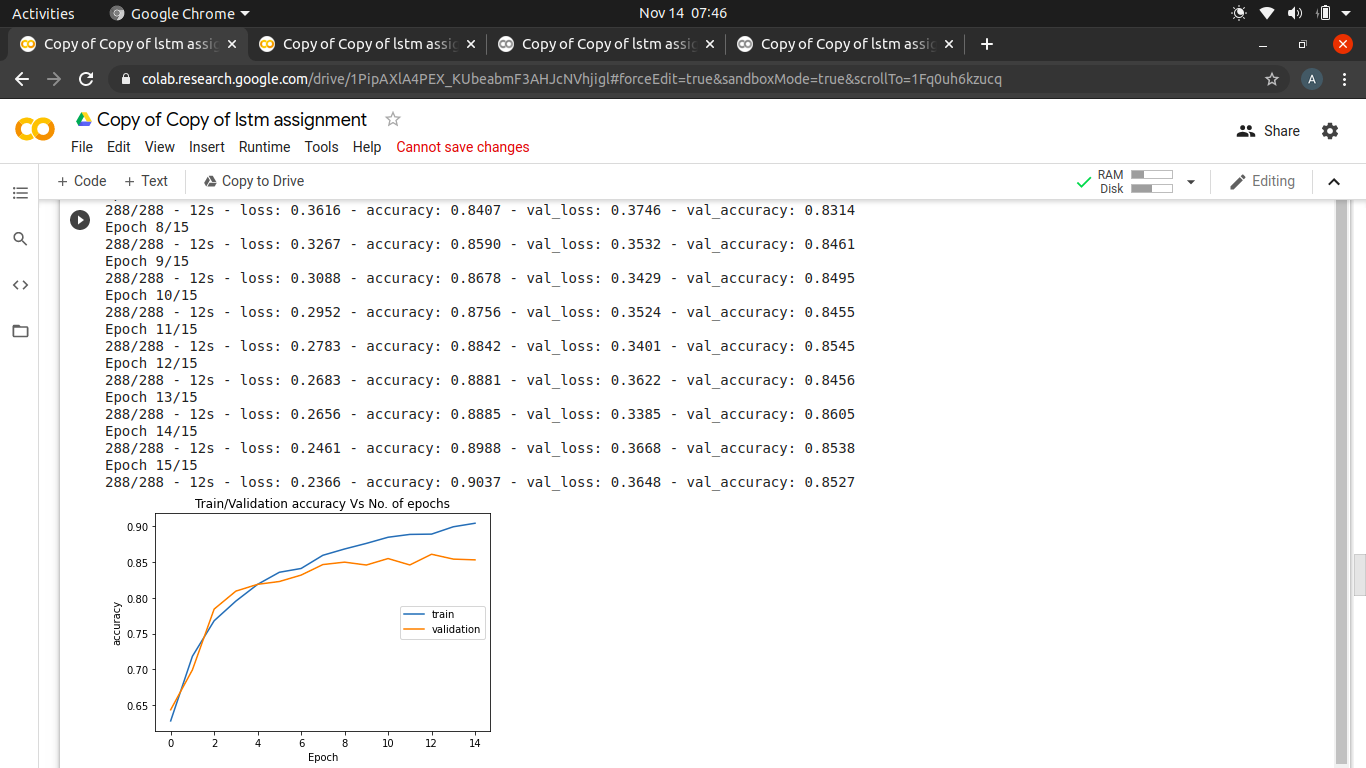 Activities Google Chrome Nov 14 07:46
Copy of Copy of lstm assig Copy of Copy of lstm assig Copy of Copy of lstm assig Copy of Copy of lstm assig
colab.research.google.com/drive/1PipAXlA4PEX_KUbeabmF3AHJcNVhjigl#forceEdit=true&sandboxMode=true&scrollTo=1Fq0uh6kzucq A
Copy of Copy of lstm assignment
Share
File Edit View Insert Runtime Tools Help Cannot save changes
+ Code + Text Copy to Drive RAM Disk Editing
288/288 - 12s - loss: 0.3616 - accuracy: 0.8407 - val_loss: 0.3746 - val_accuracy: 0.8314
Epoch 8/15
288/288 - 12s - loss: 0.3267 - accuracy: 0.8590 - val_loss: 0.3532 - val_accuracy: 0.8461
Epoch 9/15
288/288 - 12s - loss: 0.3088 - accuracy: 0.8678 - val_loss: 0.3429 - val_accuracy: 0.8495
Epoch 10/15
288/288 - 12s - loss: 0.2952 - accuracy: 0.8756 - val_loss: 0.3524 - val_accuracy: 0.8455
Epoch 11/15
288/288 - 12s - loss: 0.2783 - accuracy: 0.8842 - val_loss: 0.3401 - val_accuracy: 0.8545
Epoch 12/15
288/288 - 12s - loss: 0.2683 - accuracy: 0.8881 - val_loss: 0.3622 - val_accuracy: 0.8456
Epoch 13/15
288/288 - 12s - loss: 0.2656 - accuracy: 0.8885 - val_loss: 0.3385 - val_accuracy: 0.8605
Epoch 14/15
288/288 - 12s - loss: 0.2461 - accuracy: 0.8988 - val_loss: 0.3668 - val_accuracy: 0.8538
Epoch 15/15
288/288 - 12s - loss: 0.2366 - accuracy: 0.9037 - val_loss: 0.3648 - val_accuracy: 0.8527
Train/Validation accuracy Vs No. of epochs
0.90
0.85
0.80
0.75
0.70
0.65
accuracy
train
validation
0 2 4 6 8 10 12 14
Epoch